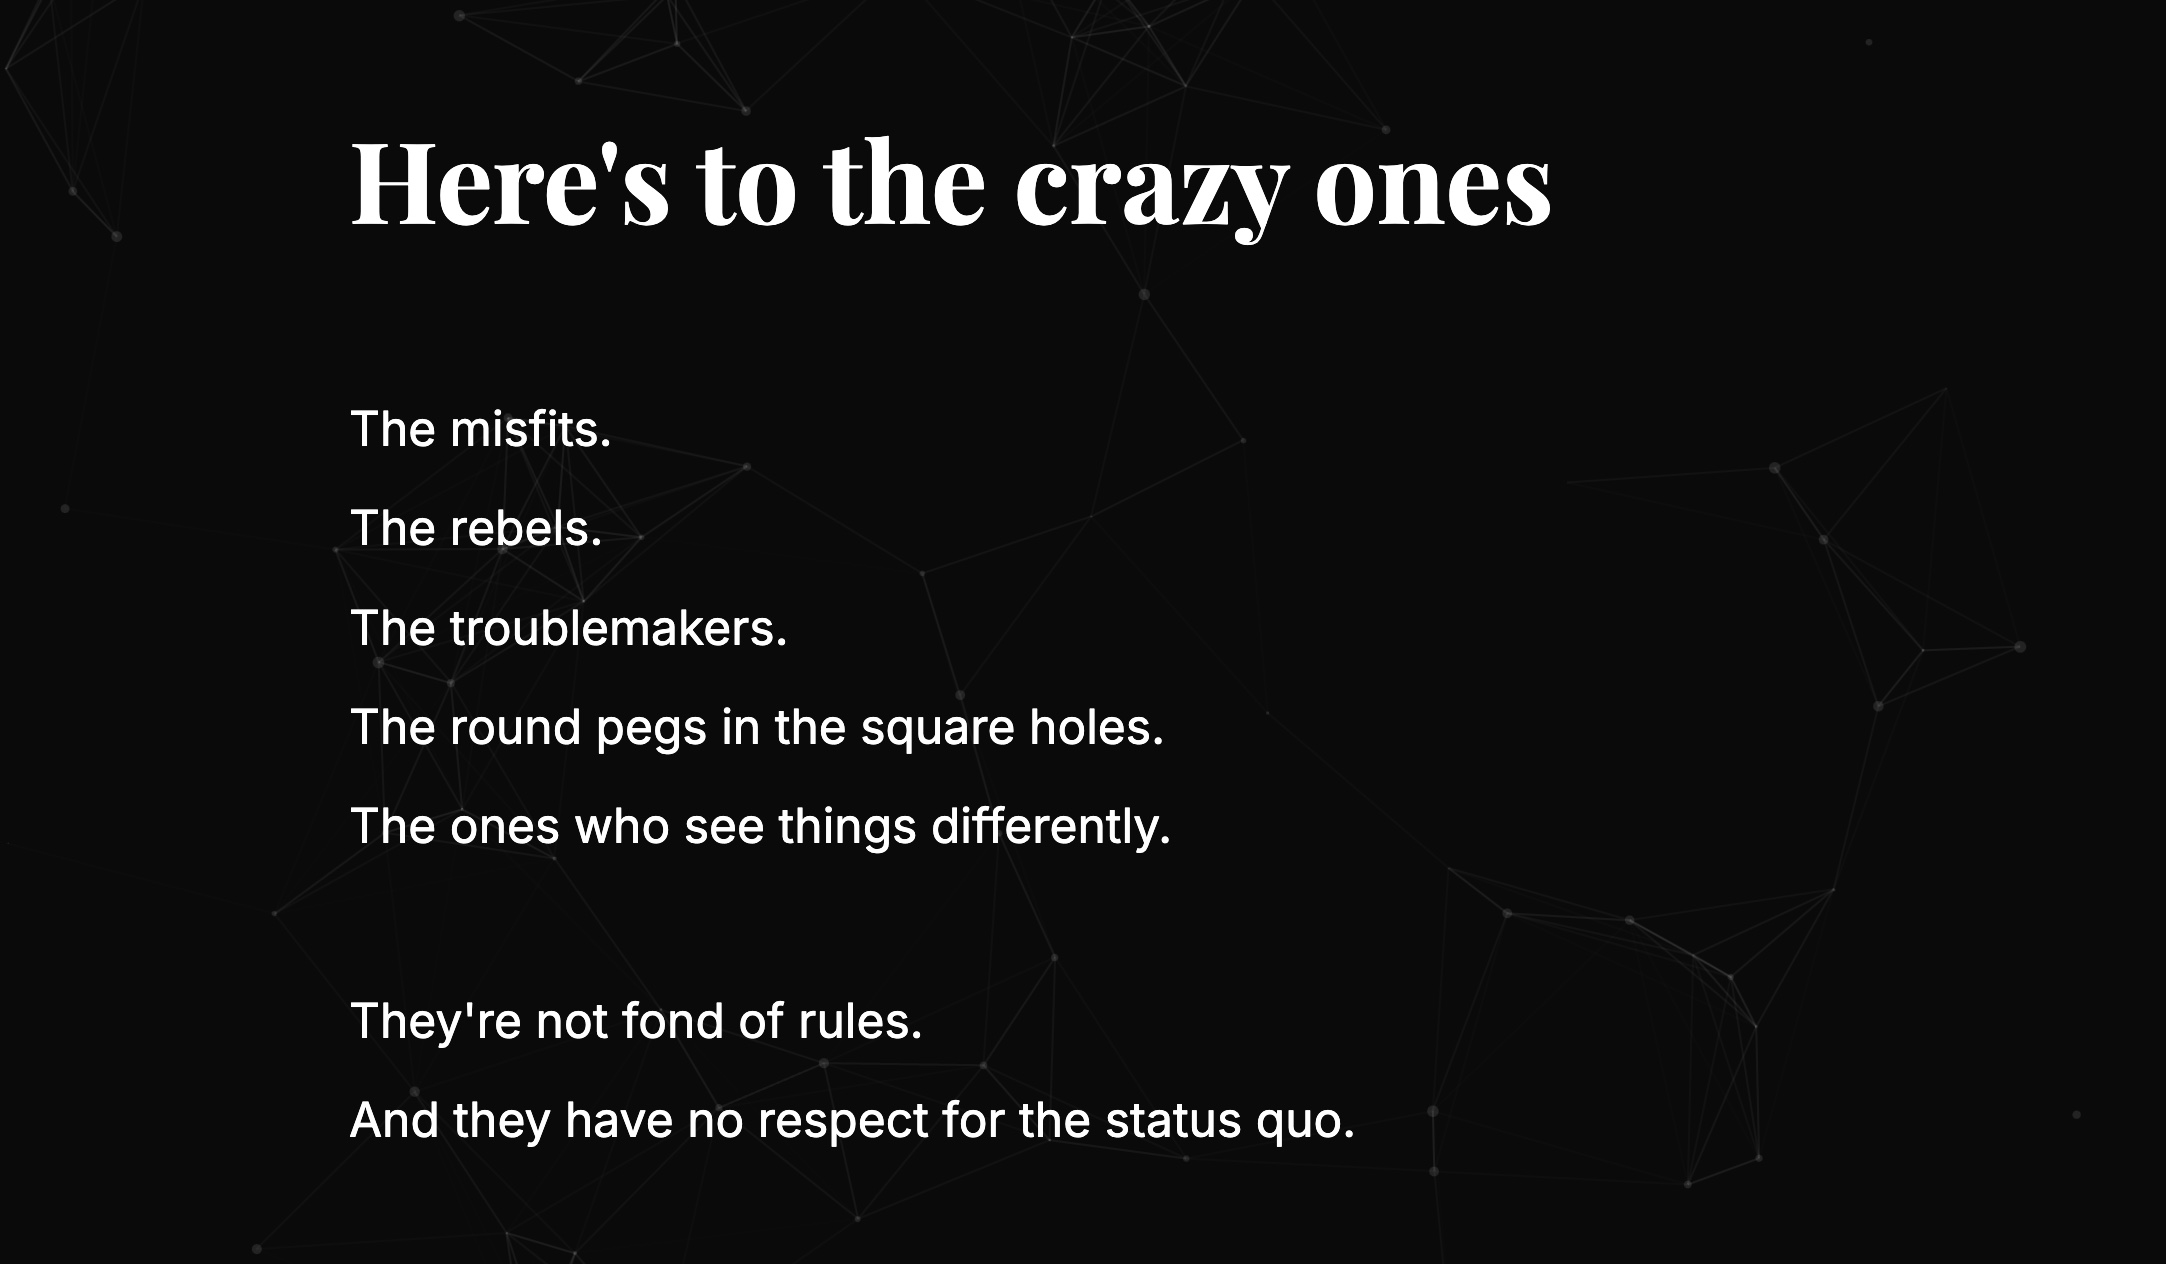 Here's to the crazy ones
The misfits.
The rebels.
The troublemakers.
The round pegs in the square holes.
The ones who see things differently.
They're not fond of rules.
And they have no respect for the status quo.